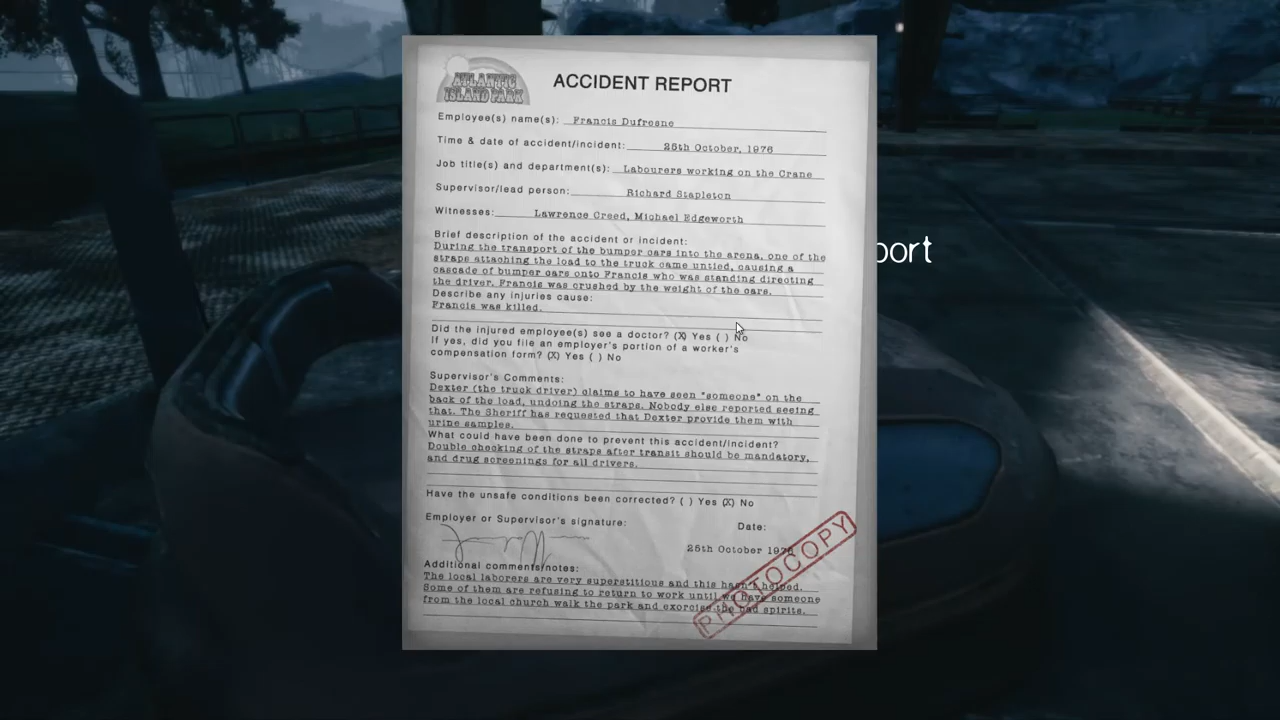 ATLANTIC
ISLAND PARK
ACCIDENT REPORT
Employee(s) name(s): Francis Dufresne
Time & date of accident/incident: 25th October, 1976
Job title(s) and department(s): Labourers working on the Crane
Supervisor/lead person: Richard Stapleton
Witnesses: Lawrence Creed, Michael Edgeworth
Brief description of the accident or incident:
During the transport of the bumper cars into the arena, one of the
straps attaching the load to the truck came untied, causing a
cascade of bumper cars onto Francis who was standing directing
the driver. Francis was crushed by the weight of the cars.
Describe any injuries cause:
Francis was killed.
Did the injured employee(s) see a doctor? (X) Yes ( ) No
If yes, did you file an employer's portion of a worker's
compensation form? (X) Yes ( ) No
Supervisor's Comments:
Dexter (the truck driver) claims to have seen "someone" on the
back of the load, undoing the straps. Nobody else reported seeing
that. The Sheriff has requested that Dexter provide them with
urine samples.
What could have been done to prevent this accident/incident?
Double checking of the straps after transit should be mandatory,
and drug screenings for all drivers.
Have the unsafe conditions been corrected? ( ) Yes (X) No
Employer or Supervisor's signature:
Date:
25th October 1976
Additional comments/notes:
The local laborers are very superstitious and this hasn't helped.
Some of them are refusing to return to work until we have someone
from the local church walk the park and exorcise the bad spirits.
PHOTOCOPY
port